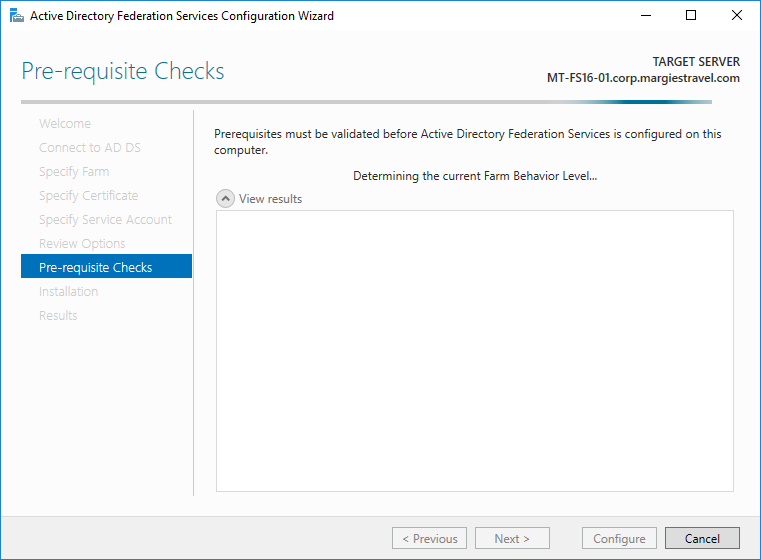 Active Directory Federation Services Configuration Wizard
Pre-requisite Checks
TARGET SERVER
MT-FS16-01.corp.margiestravel.com
Welcome
Connect to AD DS
Specify Farm
Specify Certificate
Specify Service Account
Review Options
Pre-requisite Checks
Installation
Results
Prerequisites must be validated before Active Directory Federation Services is configured on this
computer.
Determining the current Farm Behavior Level...
View results
< Previous
Next >
Configure
Cancel